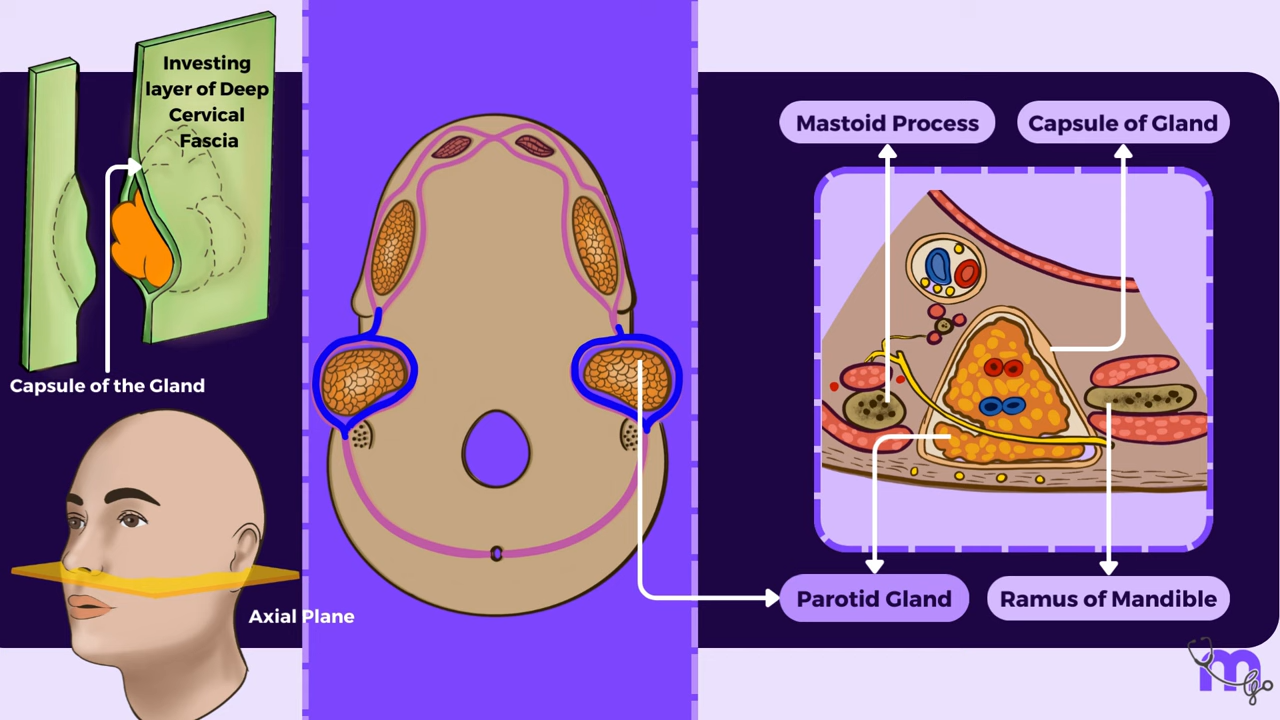 Investing
layer of Deep
Cervical
Fascia
Capsule of the Gland
Axial Plane
Mastoid Process
Capsule of Gland
Parotid Gland
Ramus of Mandible
m
go